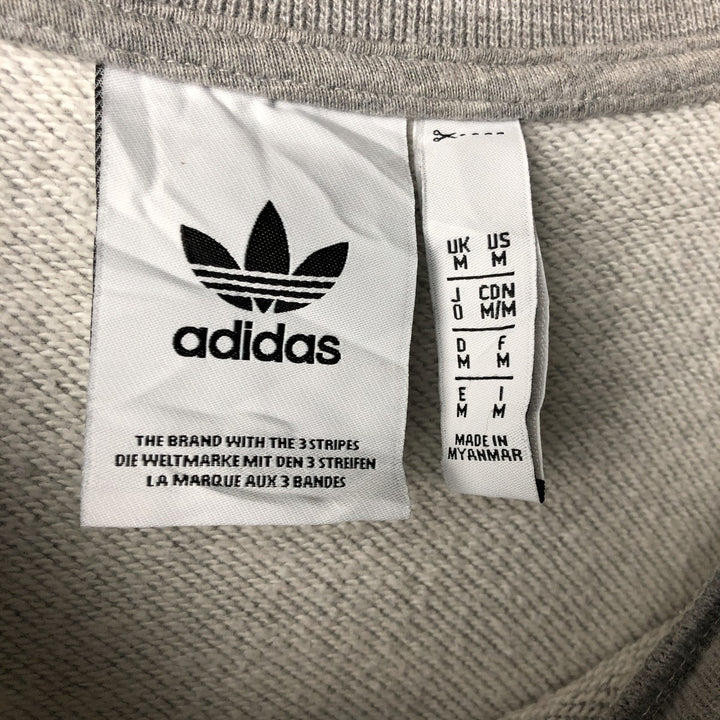 adidas
THE BRAND WITH THE 3 STRIPES
DIE WELTMARKE MIT DEN 3 STREIFEN
LA MARQUE AUX 3 BANDES
UK US
M M
J CDN
O M/M
D F
M M
E I
M M
MADE IN
MYANMAR